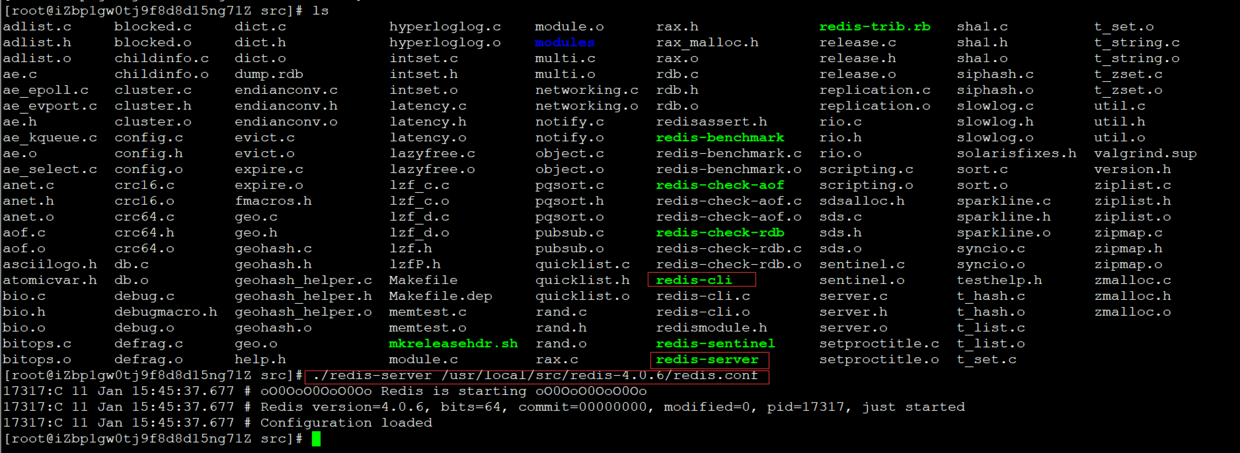 [root@iZbp1gw0tj9f8d8d15ng71Z src]# ls
adlist.c blocked.c dict.c hyperloglog.c module.o rax.h redis-trib.rb sha1.c t_set.o
adlist.h blocked.o dict.h hyperloglog.o modules rax_malloc.h release.c sha1.h t_string.c
adlist.o childinfo.c dict.o intset.c multi.c rax.o release.h sha1.o t_string.o
ae.c childinfo.o dump.rdb intset.h multi.o rdb.c release.o siphash.c t_zset.c
ae_epoll.c cluster.c endianconv.c intset.o networking.c rdb.h replication.c siphash.o t_zset.o
ae_evport.c cluster.h endianconv.h latency.c networking.o rdb.o replication.o slowlog.c util.c
ae.h cluster.o endianconv.o latency.h notify.c redisassert.h rio.c slowlog.h util.h
ae_kqueue.c config.c evict.c latency.o notify.o redis-benchmark rio.h slowlog.o util.o
ae.o config.h evict.o lazyfree.c object.c redis-benchmark.c rio.o solarisfixes.h valgrind.sup
ae_select.c config.o expire.c lazyfree.o object.o redis-benchmark.o scripting.c sort.c version.h
anet.c crc16.c expire.o lzf_c.c pqsort.c redis-check-aof scripting.o sort.o ziplist.c
anet.h crc16.o fmacros.h lzf_c.o pqsort.h redis-check-aof.c sdsalloc.h sparkline.c ziplist.h
anet.o crc64.c geo.c lzf_d.c pqsort.o redis-check-aof.o sds.c sparkline.h ziplist.o
aof.c crc64.h geo.h lzf_d.o pubsub.c redis-check-rdb sds.h sparkline.o zipmap.c
aof.o crc64.o geohash.c lzf.h pubsub.o redis-check-rdb.c sds.o syncio.c zipmap.h
asciilogo.h db.c geohash.h lzfP.h quicklist.c redis-check-rdb.o sentinel.c syncio.o zipmap.o
atomicvar.h db.o geohash_helper.c Makefile quicklist.h redis-cli sentinel.o testhelp.h zmalloc.c
bio.c debug.c geohash_helper.h Makefile.dep quicklist.o redis-cli.c server.c t_hash.c zmalloc.h
bio.h debugmacro.h geohash_helper.o memtest.c rand.c redis-cli.o server.h t_hash.o zmalloc.o
bio.o debug.o geohash.o memtest.o rand.h redismodule.h server.o t_list.c
bitops.c defrag.c geo.o mkreleasehdr.sh rand.o redis-sentinel setproctitle.c t_list.o
bitops.o defrag.o help.h module.c rax.c redis-server setproctitle.o t_set.c
[root@iZbp1gw0tj9f8d8d15ng71Z src]# ./redis-server /usr/local/src/redis-4.0.6/redis.conf
17317:C 11 Jan 15:45:37.677 # oO0OoO0OoO0Oo Redis is starting oO0OoO0OoO0Oo
17317:C 11 Jan 15:45:37.677 # Redis version=4.0.6, bits=64, commit=00000000, modified=0, pid=17317, just started
17317:C 11 Jan 15:45:37.677 # Configuration loaded
[root@iZbp1gw0tj9f8d8d15ng71Z src]#